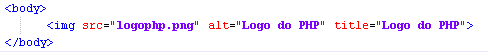 <body>
<img src="logophp.png" alt="Logo do PHP" title="Logo do PHP">
</body>